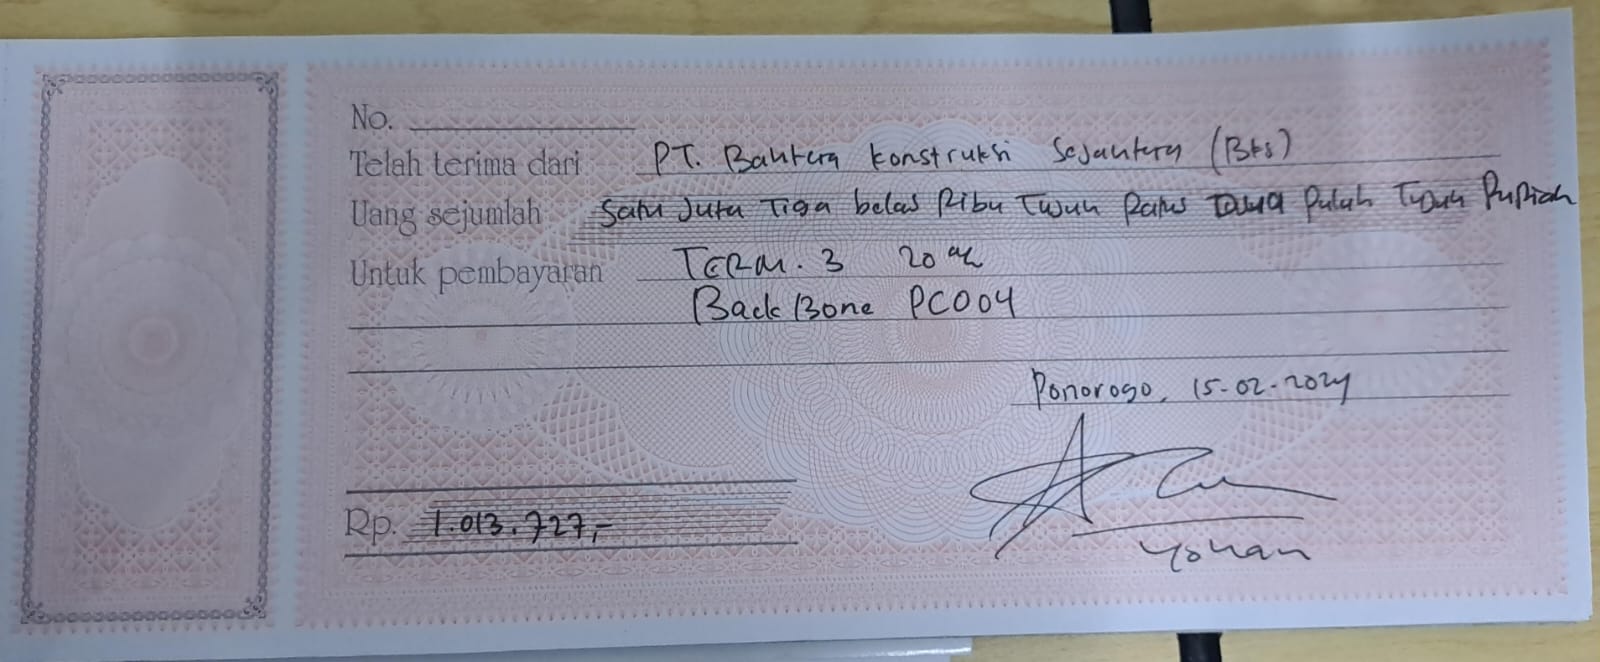 No.
Telah terima dari PT. Bahtera Konstruksi Sejahtera (BKS)
Uang sejumlah Satu Juta Tiga belas Ribu Tujuh Ratus Dua Puluh Tujuh Rupiah
Untuk pembayaran TERM. 3 20%
BackBone PC004
Ponorogo, 15-02-2024
Rp. 1.013.727,-
Yohan